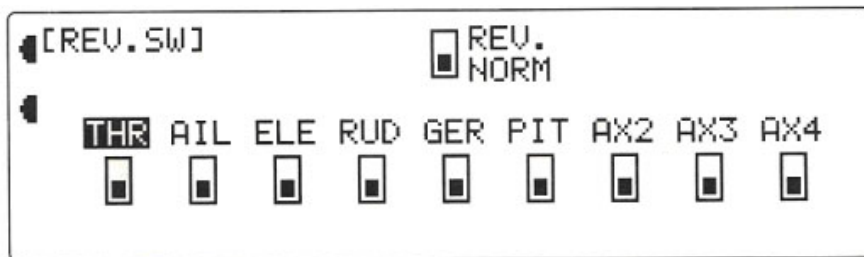 [REV.SW]
REV.
NORM
THR AIL ELE RUD GER PIT AX2 AX3 AX4